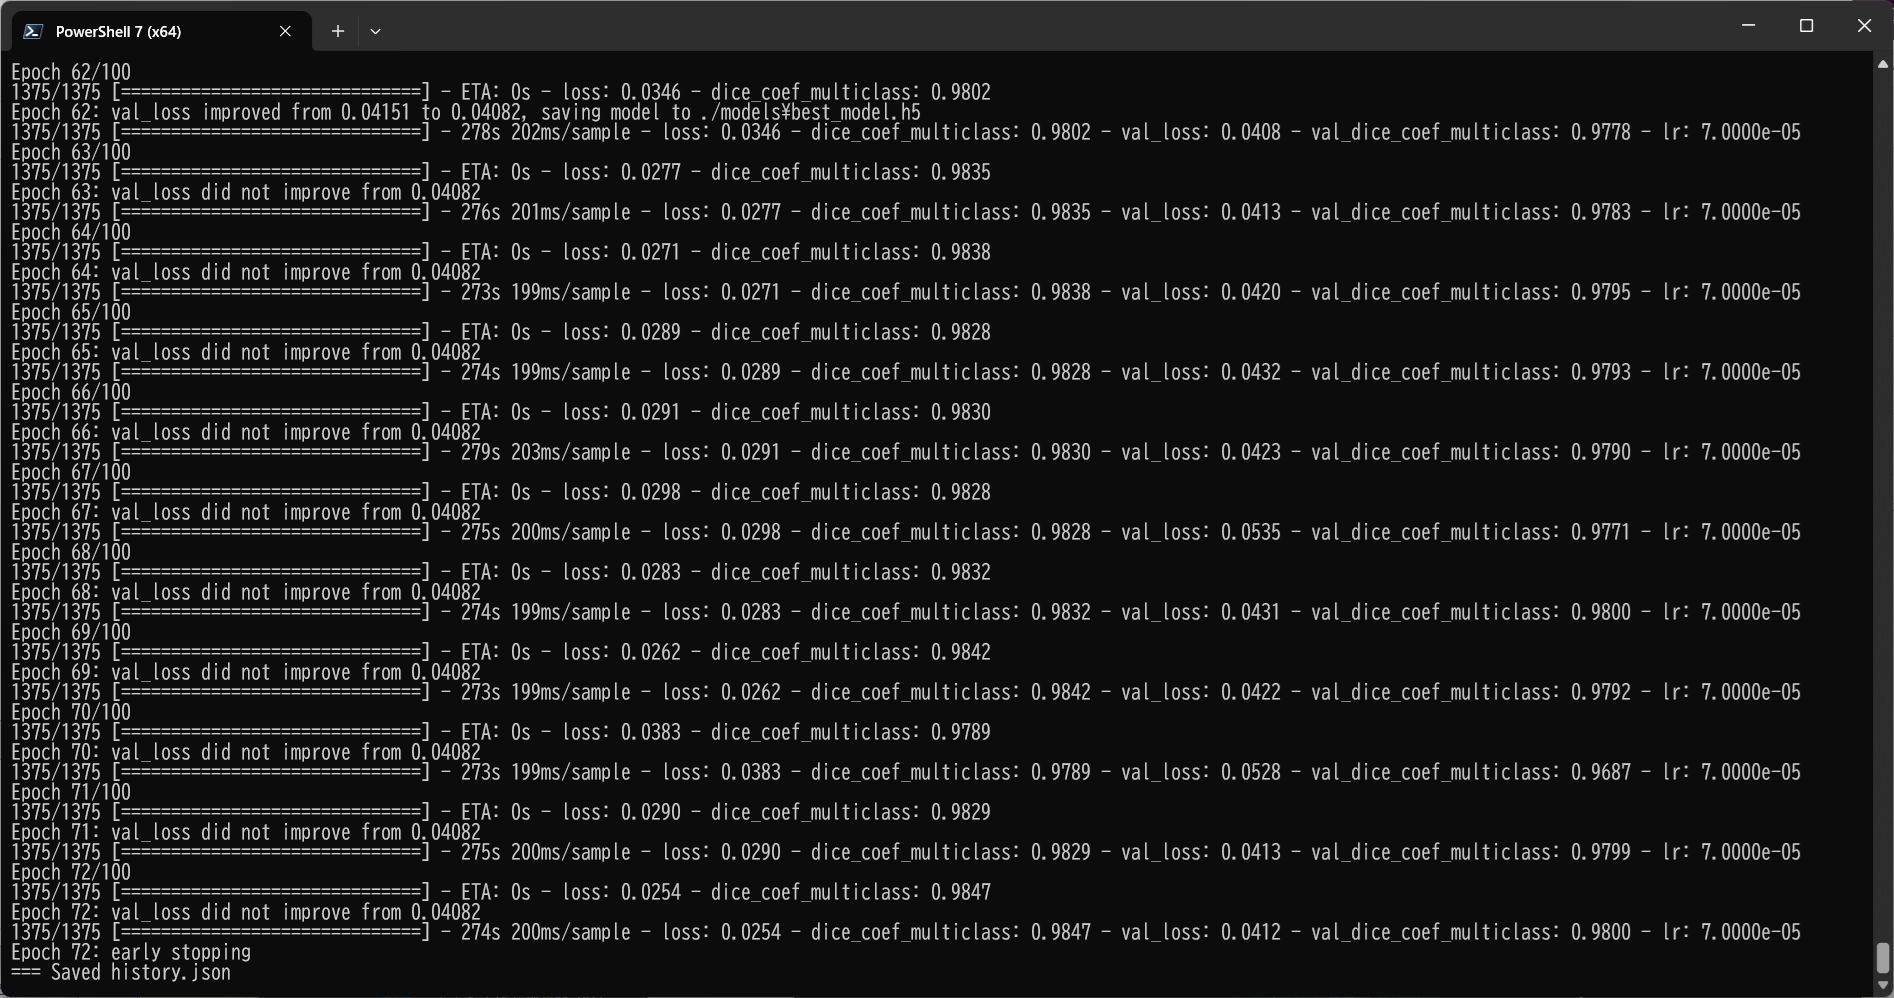 PowerShell 7 (x64)
Epoch 62/100
1375/1375 [==============================] - ETA: 0s - loss: 0.0346 - dice_coef_multiclass: 0.9802
Epoch 62: val_loss improved from 0.04151 to 0.04082, saving model to ./models¥best_model.h5
1375/1375 [==============================] - 278s 202ms/sample - loss: 0.0346 - dice_coef_multiclass: 0.9802 - val_loss: 0.0408 - val_dice_coef_multiclass: 0.9778 - lr: 7.0000e-05
Epoch 63/100
1375/1375 [==============================] - ETA: 0s - loss: 0.0277 - dice_coef_multiclass: 0.9835
Epoch 63: val_loss did not improve from 0.04082
1375/1375 [==============================] - 276s 201ms/sample - loss: 0.0277 - dice_coef_multiclass: 0.9835 - val_loss: 0.0413 - val_dice_coef_multiclass: 0.9783 - lr: 7.0000e-05
Epoch 64/100
1375/1375 [==============================] - ETA: 0s - loss: 0.0271 - dice_coef_multiclass: 0.9838
Epoch 64: val_loss did not improve from 0.04082
1375/1375 [==============================] - 273s 199ms/sample - loss: 0.0271 - dice_coef_multiclass: 0.9838 - val_loss: 0.0420 - val_dice_coef_multiclass: 0.9795 - lr: 7.0000e-05
Epoch 65/100
1375/1375 [==============================] - ETA: 0s - loss: 0.0289 - dice_coef_multiclass: 0.9828
Epoch 65: val_loss did not improve from 0.04082
1375/1375 [==============================] - 274s 199ms/sample - loss: 0.0289 - dice_coef_multiclass: 0.9828 - val_loss: 0.0432 - val_dice_coef_multiclass: 0.9793 - lr: 7.0000e-05
Epoch 66/100
1375/1375 [==============================] - ETA: 0s - loss: 0.0291 - dice_coef_multiclass: 0.9830
Epoch 66: val_loss did not improve from 0.04082
1375/1375 [==============================] - 279s 203ms/sample - loss: 0.0291 - dice_coef_multiclass: 0.9830 - val_loss: 0.0423 - val_dice_coef_multiclass: 0.9790 - lr: 7.0000e-05
Epoch 67/100
1375/1375 [==============================] - ETA: 0s - loss: 0.0298 - dice_coef_multiclass: 0.9828
Epoch 67: val_loss did not improve from 0.04082
1375/1375 [==============================] - 275s 200ms/sample - loss: 0.0298 - dice_coef_multiclass: 0.9828 - val_loss: 0.0535 - val_dice_coef_multiclass: 0.9771 - lr: 7.0000e-05
Epoch 68/100
1375/1375 [==============================] - ETA: 0s - loss: 0.0283 - dice_coef_multiclass: 0.9832
Epoch 68: val_loss did not improve from 0.04082
1375/1375 [==============================] - 274s 199ms/sample - loss: 0.0283 - dice_coef_multiclass: 0.9832 - val_loss: 0.0431 - val_dice_coef_multiclass: 0.9800 - lr: 7.0000e-05
Epoch 69/100
1375/1375 [==============================] - ETA: 0s - loss: 0.0262 - dice_coef_multiclass: 0.9842
Epoch 69: val_loss did not improve from 0.04082
1375/1375 [==============================] - 273s 199ms/sample - loss: 0.0262 - dice_coef_multiclass: 0.9842 - val_loss: 0.0422 - val_dice_coef_multiclass: 0.9792 - lr: 7.0000e-05
Epoch 70/100
1375/1375 [==============================] - ETA: 0s - loss: 0.0383 - dice_coef_multiclass: 0.9789
Epoch 70: val_loss did not improve from 0.04082
1375/1375 [==============================] - 273s 199ms/sample - loss: 0.0383 - dice_coef_multiclass: 0.9789 - val_loss: 0.0528 - val_dice_coef_multiclass: 0.9687 - lr: 7.0000e-05
Epoch 71/100
1375/1375 [==============================] - ETA: 0s - loss: 0.0290 - dice_coef_multiclass: 0.9829
Epoch 71: val_loss did not improve from 0.04082
1375/1375 [==============================] - 275s 200ms/sample - loss: 0.0290 - dice_coef_multiclass: 0.9829 - val_loss: 0.0413 - val_dice_coef_multiclass: 0.9799 - lr: 7.0000e-05
Epoch 72/100
1375/1375 [==============================] - ETA: 0s - loss: 0.0254 - dice_coef_multiclass: 0.9847
Epoch 72: val_loss did not improve from 0.04082
1375/1375 [==============================] - 274s 200ms/sample - loss: 0.0254 - dice_coef_multiclass: 0.9847 - val_loss: 0.0412 - val_dice_coef_multiclass: 0.9800 - lr: 7.0000e-05
Epoch 72: early stopping
=== Saved history.json